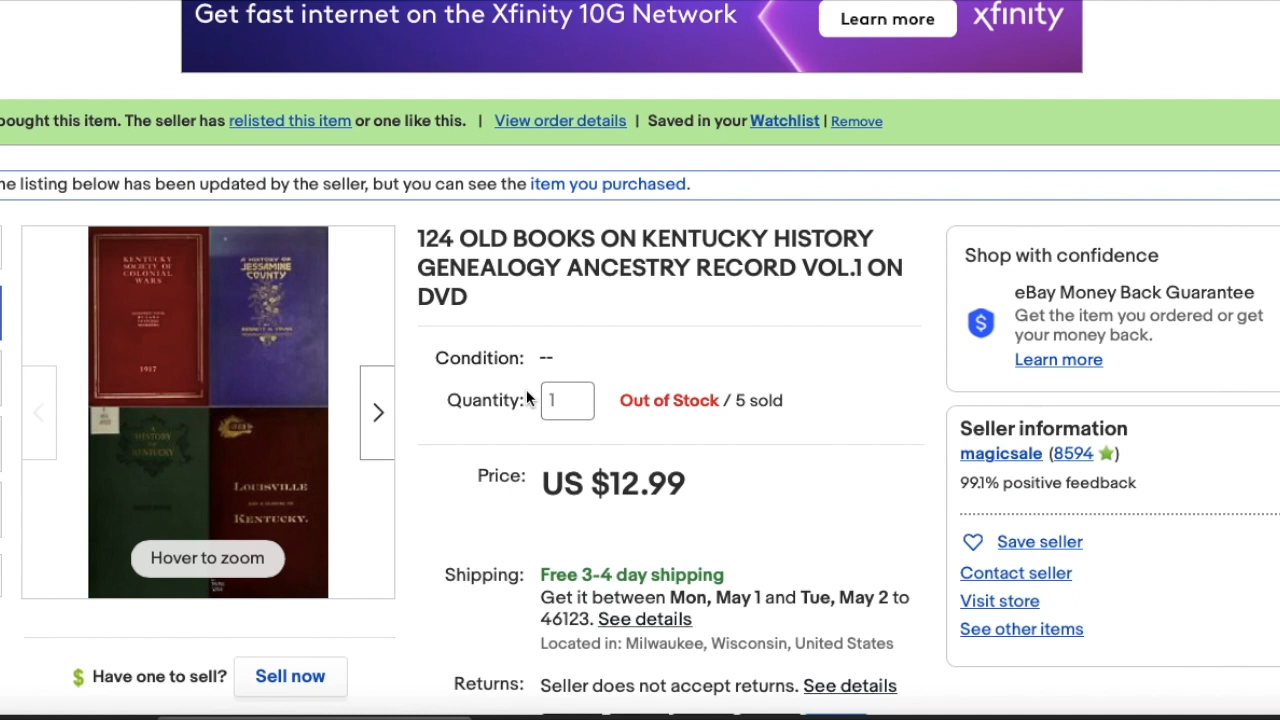 Get fast internet on the Xfinity 10G Network
Learn more
xfinity
bought this item. The seller has relisted this item or one like this. | View order details | Saved in your Watchlist | Remove
he listing below has been updated by the seller, but you can see the item you purchased.
KENTUCKY
SOCIETY OF
COLONIAL
WARS
1917
A HISTORY OF
JESSAMINE
COUNTY
A
HISTORY
OF
KENTUCKY
LOUISVILLE
KENTUCKY.
Hover to zoom
$ Have one to sell? Sell now
124 OLD BOOKS ON KENTUCKY HISTORY
GENEALOGY ANCESTRY RECORD VOL.1 ON
DVD
Condition: --
Quantity: 1 Out of Stock / 5 sold
Price: US $12.99
Shipping: Free 3-4 day shipping
Get it between Mon, May 1 and Tue, May 2 to
46123. See details
Located in: Milwaukee, Wisconsin, United States
Returns: Seller does not accept returns. See details
Shop with confidence
eBay Money Back Guarantee
Get the item you ordered or get
your money back.
Learn more
Seller information
magicsale (8594)
99.1% positive feedback
Save seller
Contact seller
Visit store
See other items